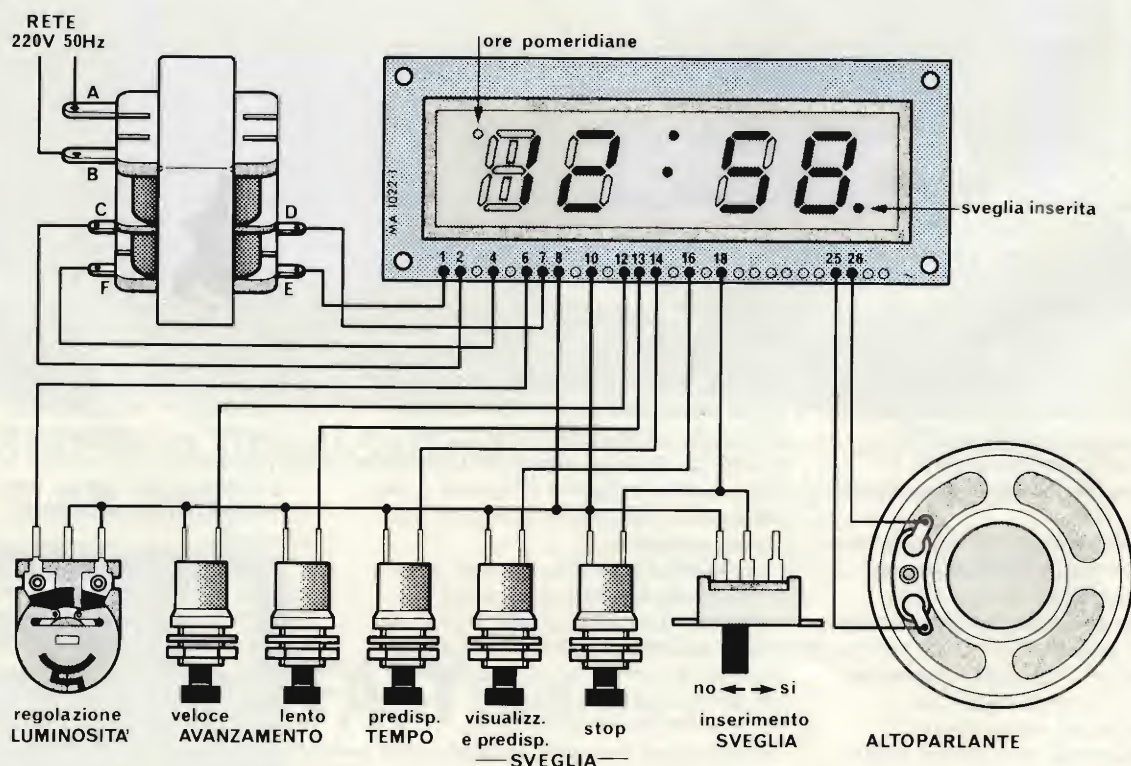 RETE
220V 50Hz
A
B
C
D
F
E
ore pomeridiane
MA 1022-1
12:58.
sveglia inserita
1 2 4 6 7 8 10 12 13 14 16 18 25 26
regolazione
LUMINOSITA'
veloce lento
AVANZAMENTO
predisp.
TEMPO
visualizz.
e predisp.
stop
SVEGLIA
no si
inserimento
SVEGLIA
ALTOPARLANTE